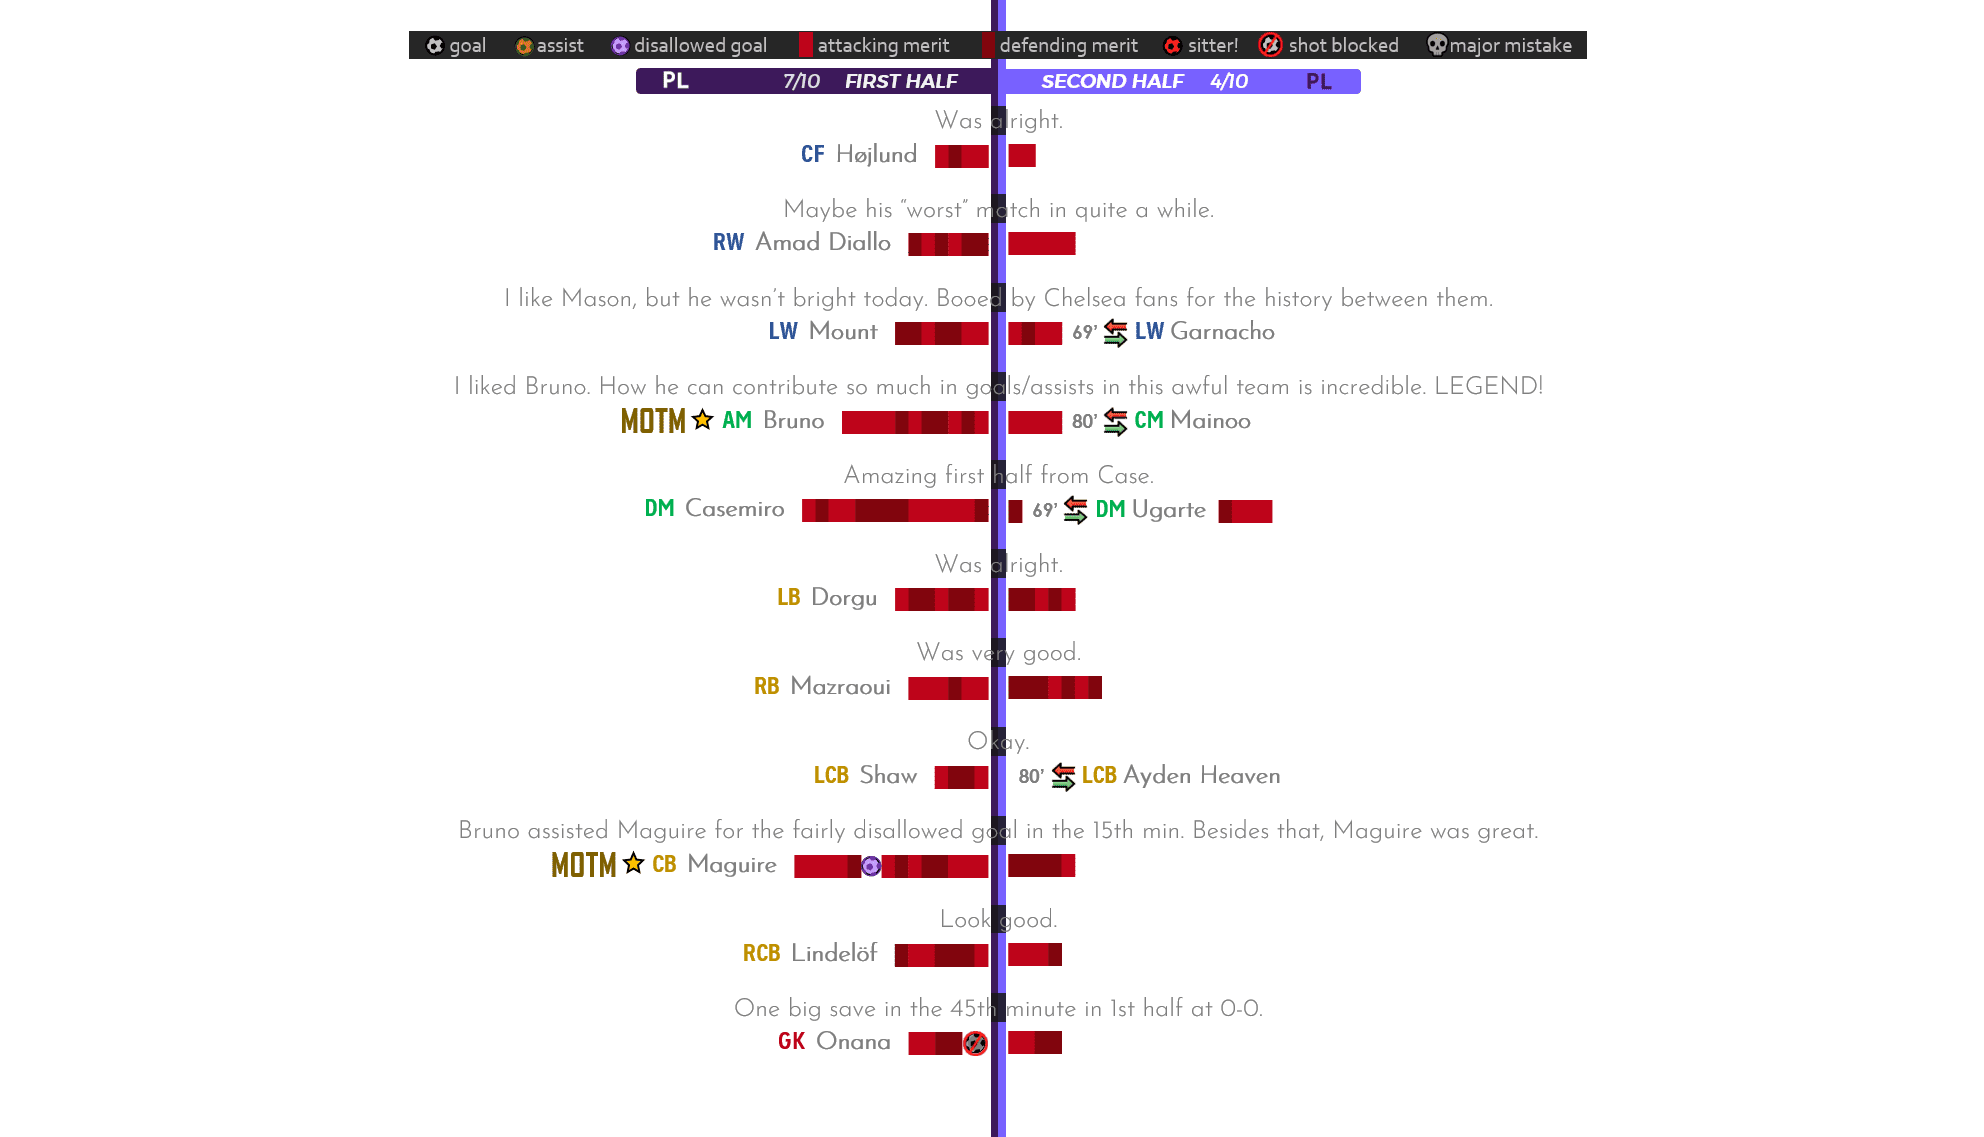 goal assist disallowed goal attacking merit defending merit sitter! shot blocked major mistake
PL 7/10 FIRST HALF SECOND HALF 4/10 PL
Was alright.
CF Højlund
Maybe his “worst” match in quite a while.
RW Amad Diallo
I like Mason, but he wasn’t bright today. Booed by Chelsea fans for the history between them.
LW Mount 69’ LW Garnacho
I liked Bruno. How he can contribute so much in goals/assists in this awful team is incredible. LEGEND!
MOTM AM Bruno 80’ CM Mainoo
Amazing first half from Case.
DM Casemiro 69’ DM Ugarte
Was alright.
LB Dorgu
Was very good.
RB Mazraoui
Okay.
LCB Shaw 80’ LCB Ayden Heaven
Bruno assisted Maguire for the fairly disallowed goal in the 15th min. Besides that, Maguire was great.
MOTM CB Maguire
Look good.
RCB Lindelöf
One big save in the 45th minute in 1st half at 0-0.
GK Onana